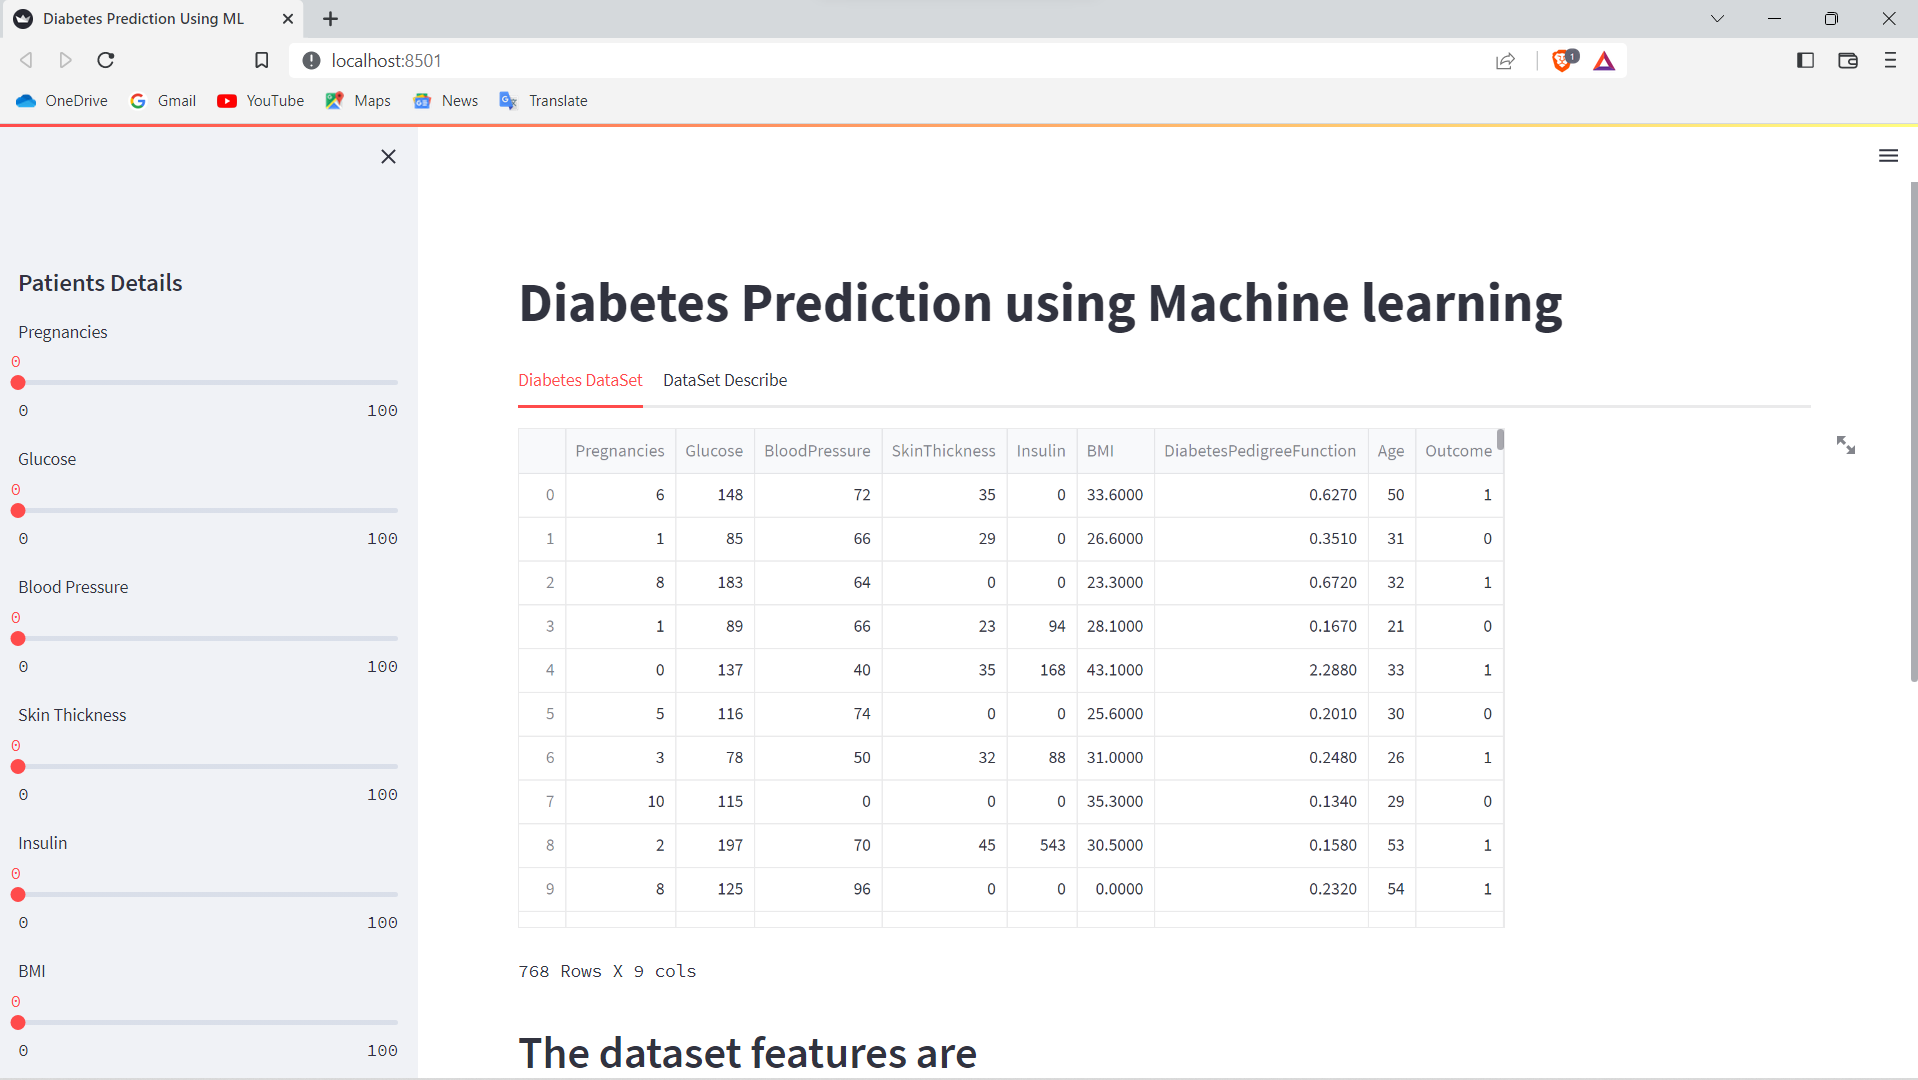 Diabetes Prediction Using ML
localhost:8501
1
OneDrive Gmail YouTube Maps News Translate
Patients Details
Pregnancies
0
0 100
Glucose
0
0 100
Blood Pressure
0
0 100
Skin Thickness
0
0 100
Insulin
0
0 100
BMI
0
0 100
Diabetes Prediction using Machine learning
Diabetes DataSet DataSet Describe
Pregnancies Glucose BloodPressure SkinThickness Insulin BMI DiabetesPedigreeFunction Age Outcome
0 6 148 72 35 0 33.6000 0.6270 50 1
1 1 85 66 29 0 26.6000 0.3510 31 0
2 8 183 64 0 0 23.3000 0.6720 32 1
3 1 89 66 23 94 28.1000 0.1670 21 0
4 0 137 40 35 168 43.1000 2.2880 33 1
5 5 116 74 0 0 25.6000 0.2010 30 0
6 3 78 50 32 88 31.0000 0.2480 26 1
7 10 115 0 0 0 35.3000 0.1340 29 0
8 2 197 70 45 543 30.5000 0.1580 53 1
9 8 125 96 0 0 0.0000 0.2320 54 1
768 Rows X 9 cols
The dataset features are